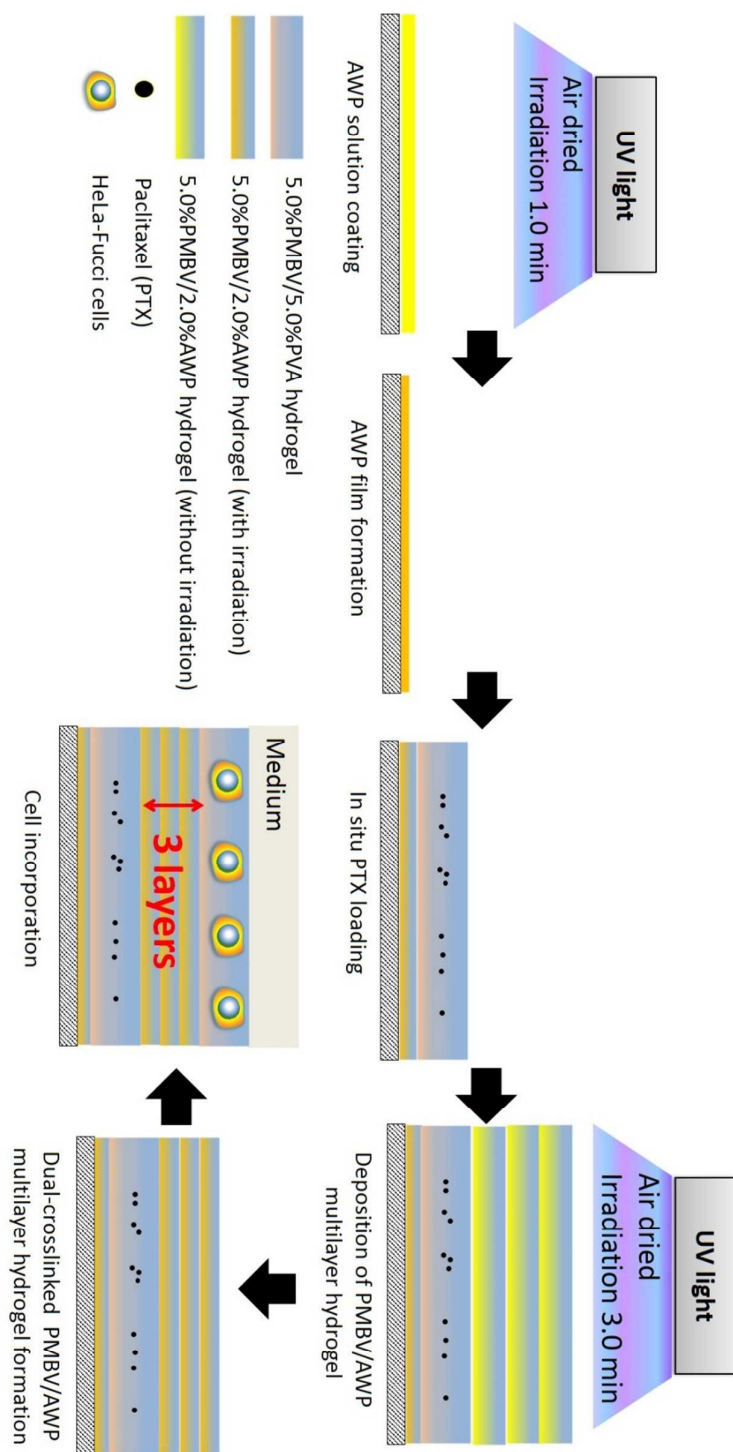 UV light
Air dried
Irradiation 1.0 min
AWP solution coating
AWP film formation
In situ PTX loading
UV light
Air dried
Irradiation 3.0 min
Deposition of PMBV/AWP
multilayer hydrogel
Dual-crosslinked PMBV/AWP
multilayer hydrogel formation
Medium
3 layers
Cell incorporation
5.0%PMBV/5.0%PVA hydrogel
5.0%PMBV/2.0%AWP hydrogel (with irradiation)
5.0%PMBV/2.0%AWP hydrogel (without irradiation)
Paclitaxel (PTX)
HeLa-Fucci cells